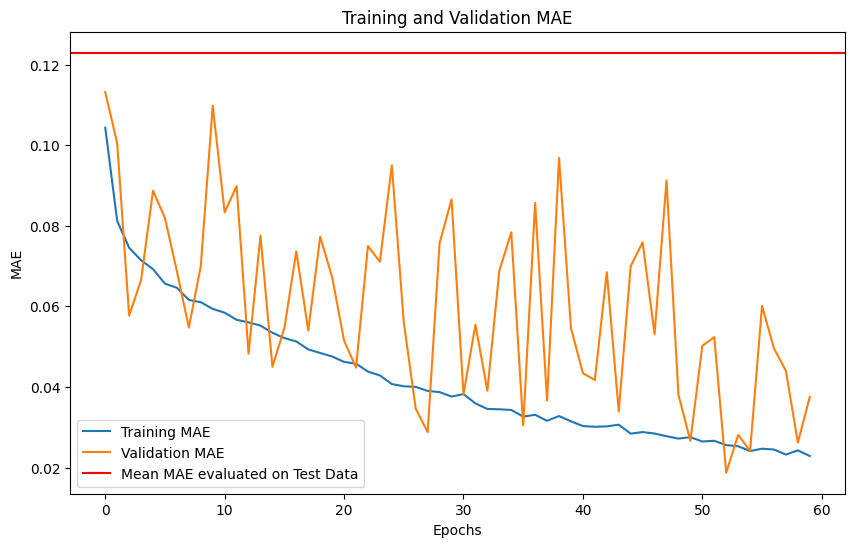 Training and Validation MAE
MAE
0.12
0.10
0.08
0.06
0.04
0.02
Training MAE
Validation MAE
Mean MAE evaluated on Test Data
0 10 20 30 40 50 60
Epochs